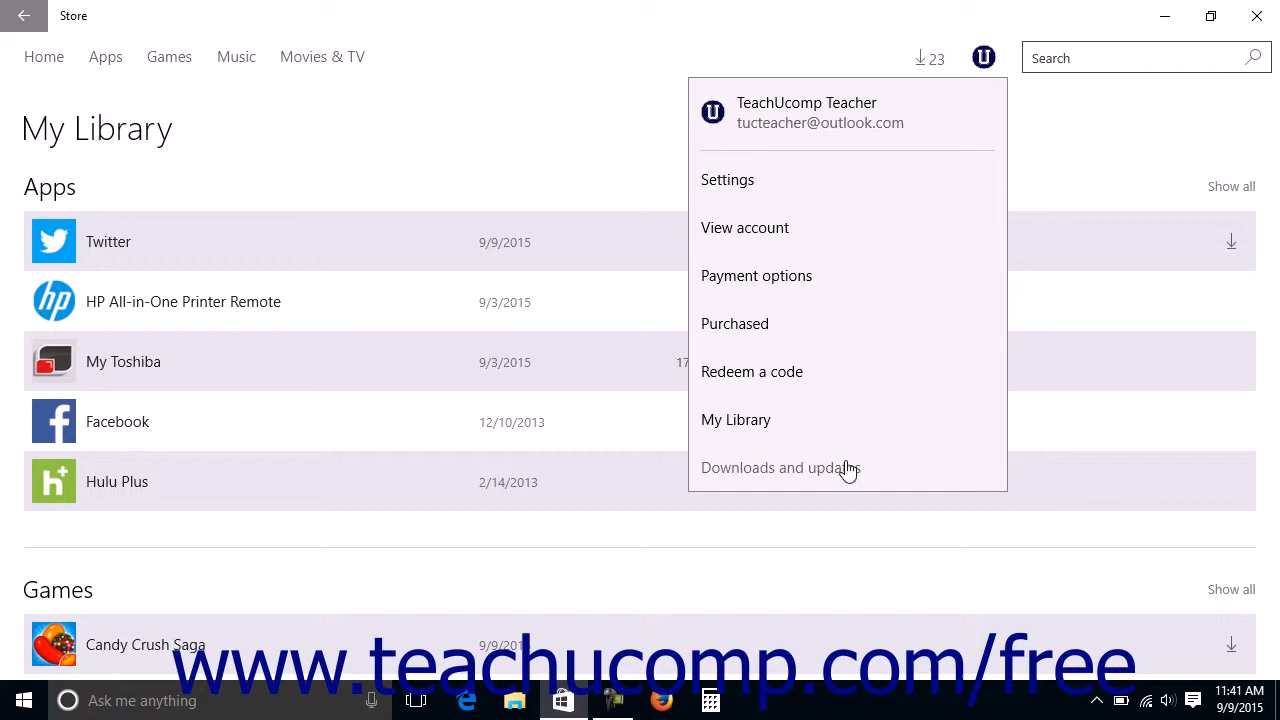 Store
Home Apps Games Music Movies & TV 23 Search
My Library
TeachUcomp Teacher
tucteacher@outlook.com
Settings
View account
Payment options
Purchased
Redeem a code
My Library
Downloads and updates
Apps Show all
Twitter 9/9/2015
HP All-in-One Printer Remote 9/3/2015
My Toshiba 9/3/2015 17
Facebook 12/10/2013
Hulu Plus 2/14/2013
Games Show all
Candy Crush Saga 9/9/2015
www.teachucomp.com/free
Ask me anything
11:41 AM
9/9/2015